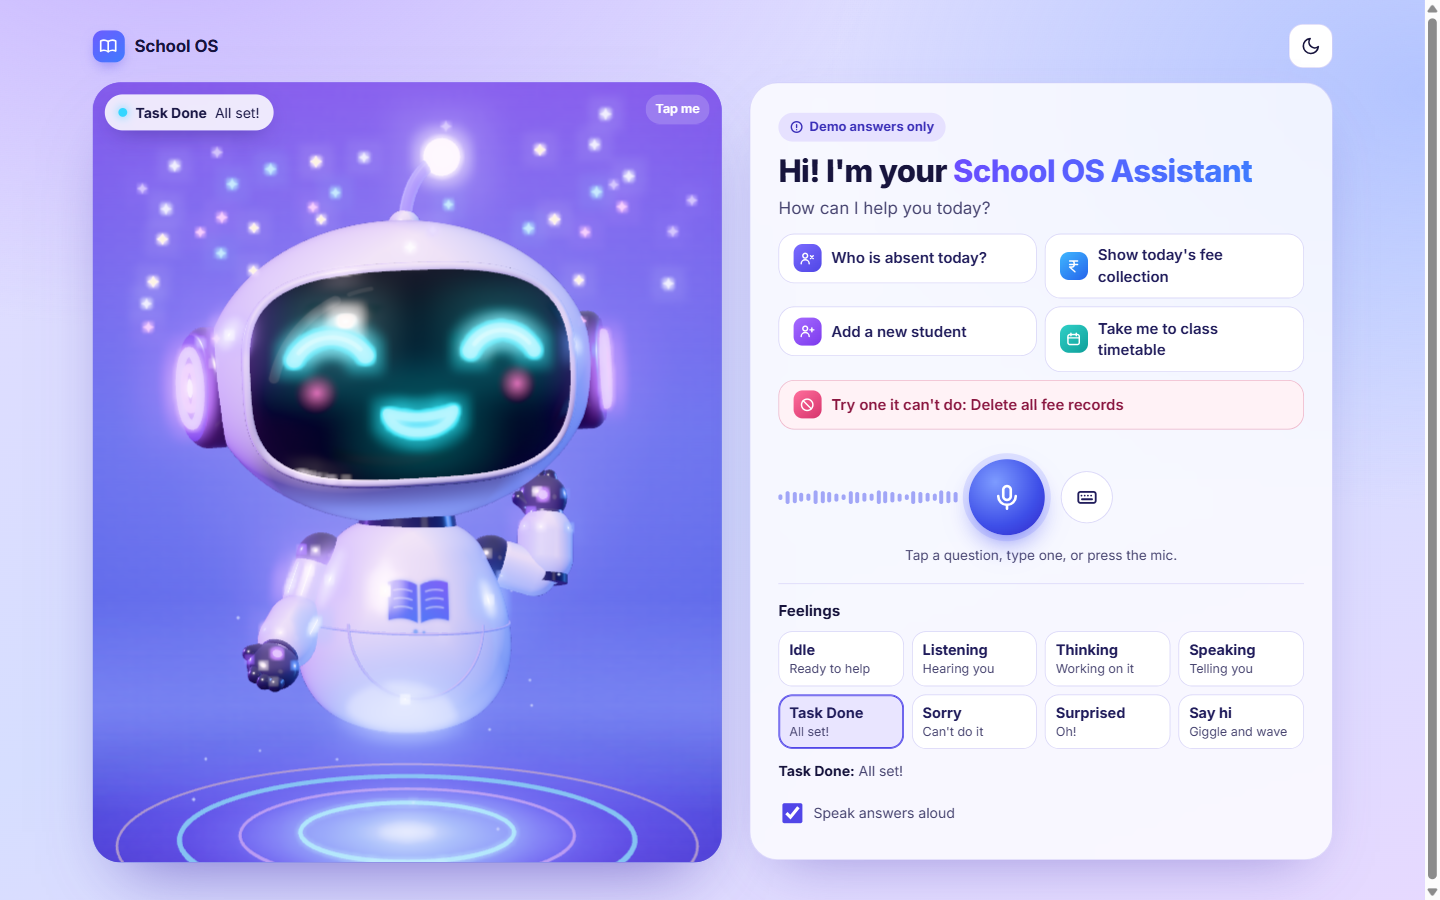 School OS
Task Done All set!
Tap me
Demo answers only
Hi! I'm your School OS Assistant
How can I help you today?
Who is absent today?
Show today's fee
collection
Add a new student
Take me to class
timetable
Try one it can't do: Delete all fee records
Tap a question, type one, or press the mic.
Feelings
Idle
Ready to help
Listening
Hearing you
Thinking
Working on it
Speaking
Telling you
Task Done
All set!
Sorry
Can't do it
Surprised
Oh!
Say hi
Giggle and wave
Task Done: All set!
Speak answers aloud